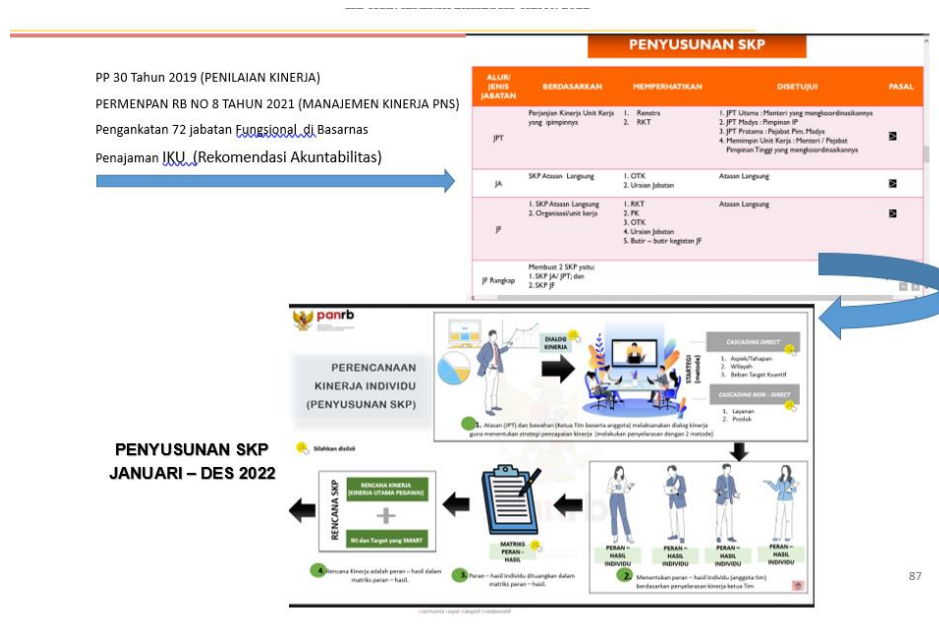 PP 30 Tahun 2019 (PENILAIAN KINERJA)
PERMENPAN RB NO 8 TAHUN 2021 (MANAJEMEN KINERJA PNS)
Pengankatan 72 jabatan Fungsional di Basarnas
Penajaman IKU (Rekomendasi Akuntabilitas)
PENYUSUNAN SKP
ALUR/ JENIS JABATAN BERDASARKAN MEMPERHATIKAN DISETUJUI PASAL
JPT
Perjanjian Kinerja Unit Kerja
yang ipimpinnya
1. Renstra
2. RKT
1. JPT Utama : Menteri yang mengkoordinasikannya
2. JPT Madya : Pimpinan IP
3. JPT Pratama : Pejabat Pim. Madya
4. Memimpin Unit Kerja : Menteri / Pejabat
Pimpinan Tinggi yang mengkoordinasikannya
JA
SKP Atasan Langsung
1. OTK
2. Uraian Jabatan
Atasan Langsung
JF
1. SKP Atasan Langsung
2. Organisasi/unit kerja
1. RKT
2. PK
3. OTK
4. Uraian Jabatan
5. Butir – butir kegiatan JF
Atasan Langsung
JF Rangkap
Membuat 2 SKP yaitu:
1. SKP JA/ JPT; dan
2. SKP JF
panrb
PERENCANAAN
KINERJA INDIVIDU
(PENYUSUNAN SKP)
Silahkan diklik
DIALOG
KINERJA
STARTEGI
(metode)
CASCADING DIRECT
1. Aspek/Tahapan
2. Wilayah
3. Beban Target Kuantif
CASCADING NON - DIRECT
1. Layanan
2. Produk
1. Atasan (JPT) dan bawahan (Ketua Tim beserta anggota) melaksanakan dialog kinerja
guna menentukan strategi pencapaian kinerja (melakukan penyelarasan dengan 2 metode)
PENYUSUNAN SKP
JANUARI – DES 2022
RENCANA SKP
RENCANA KINERJA
(KINERJA UTAMA PEGAWAI)
+
IKI dan Target yang SMART
4. Rencana Kinerja adalah peran – hasil dalam
matriks peran – hasil.
MATRIKS
PERAN -
HASIL
3. Peran – hasil individu dituangkan dalam
matriks peran – hasil.
PERAN –
HASIL
INDIVIDU
PERAN –
HASIL
INDIVIDU
PERAN –
HASIL
INDIVIDU
PERAN –
HASIL
INDIVIDU
2. Menentukan peran – hasil individu (anggota tim)
berdasarkan penyelarasan kinerja ketua Tim
87